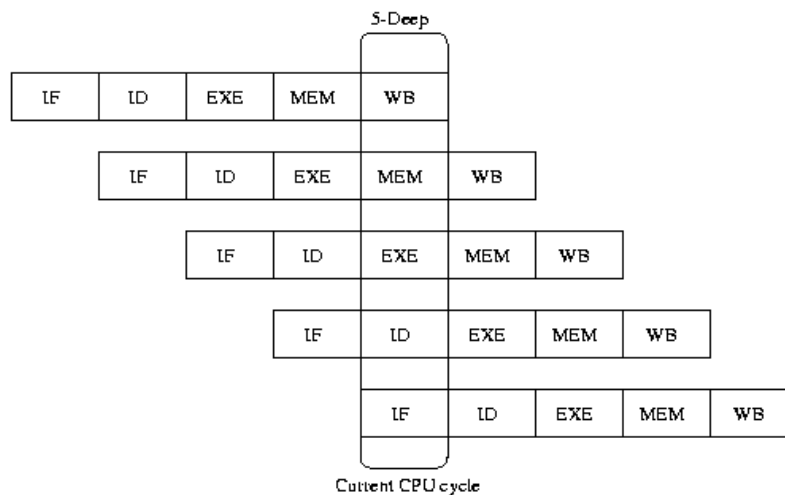 5-Deep
IF ID EXE MEM WB
IF ID EXE MEM WB
IF ID EXE MEM WB
IF ID EXE MEM WB
IF ID EXE MEM WB
Current CPU cycle